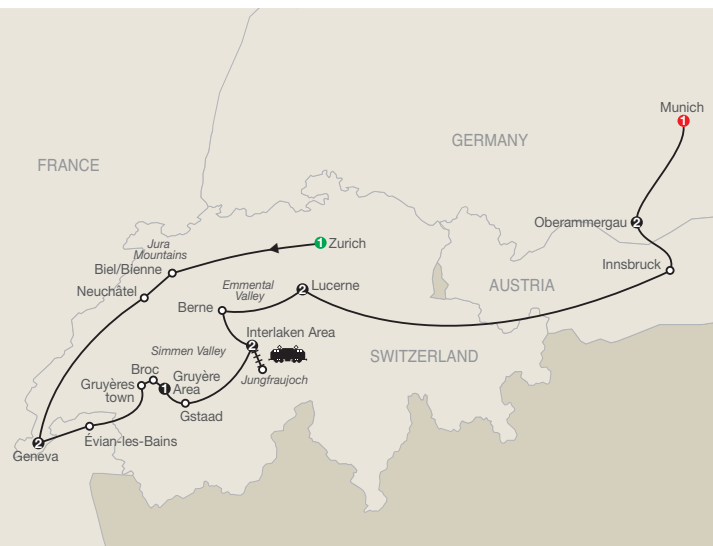 Munich
1
GERMANY
FRANCE
Oberammergau
2
1
Zurich
Jura
Mountains
Biel/Bienne
Innsbruck
Neuchâtel
Emmental
Valley
2
Lucerne
AUSTRIA
Berne
Interlaken Area
2
Simmen Valley
SWITZERLAND
Jungfraujoch
Broc
Gruyère
Area
1
Gruyères
town
Gstaad
2
Geneva
Évian-les-Bains